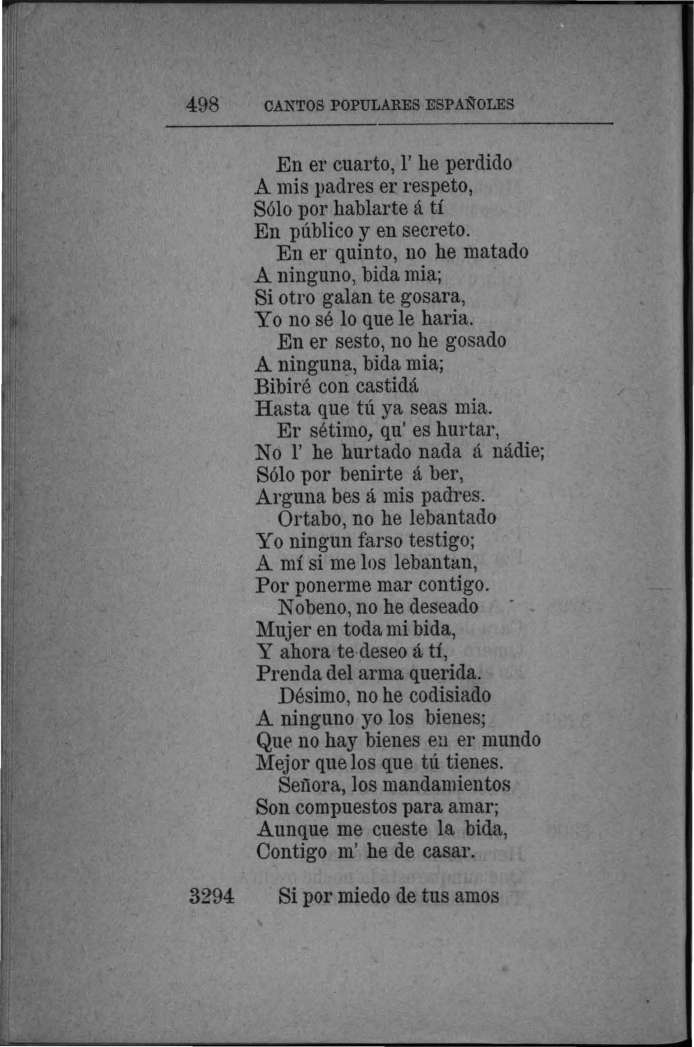 498 CANTOS POPULARES ESPAÑOLES
En er cuarto, l' he perdido
A mis padres er respeto,
Sólo por hablarte á tí
En público y en secreto.
En er quinto, no he matado
A ninguno, bida mia;
Si otro galan te gosara,
Yo no sé lo que le haria.
En er sesto, no he gosado
A ninguna, bida mia;
Bibiré con castidá
Hasta que tú ya seas mia.
Er sétimo, qu' es hurtar,
No l' he hurtado nada á nádie;
Sólo por benirte á ber,
Arguna bes á mis padres.
Ortabo, no he lebantado
Yo ningun farso testigo;
A mí si me los lebantan,
Por ponerme mar contigo.
Nobeno, no he deseado
Mujer en toda mi bida,
Y ahora te deseo á tí,
Prenda del arma querida.
Désimo, no he codisiado
A ninguno yo los bienes;
Que no hay bienes en er mundo
Mejor que los que tú tienes.
Señora, los mandamientos
Son compuestos para amar;
Aunque me cueste la bida,
Contigo m' he de casar.
3294 Si por miedo de tus amos